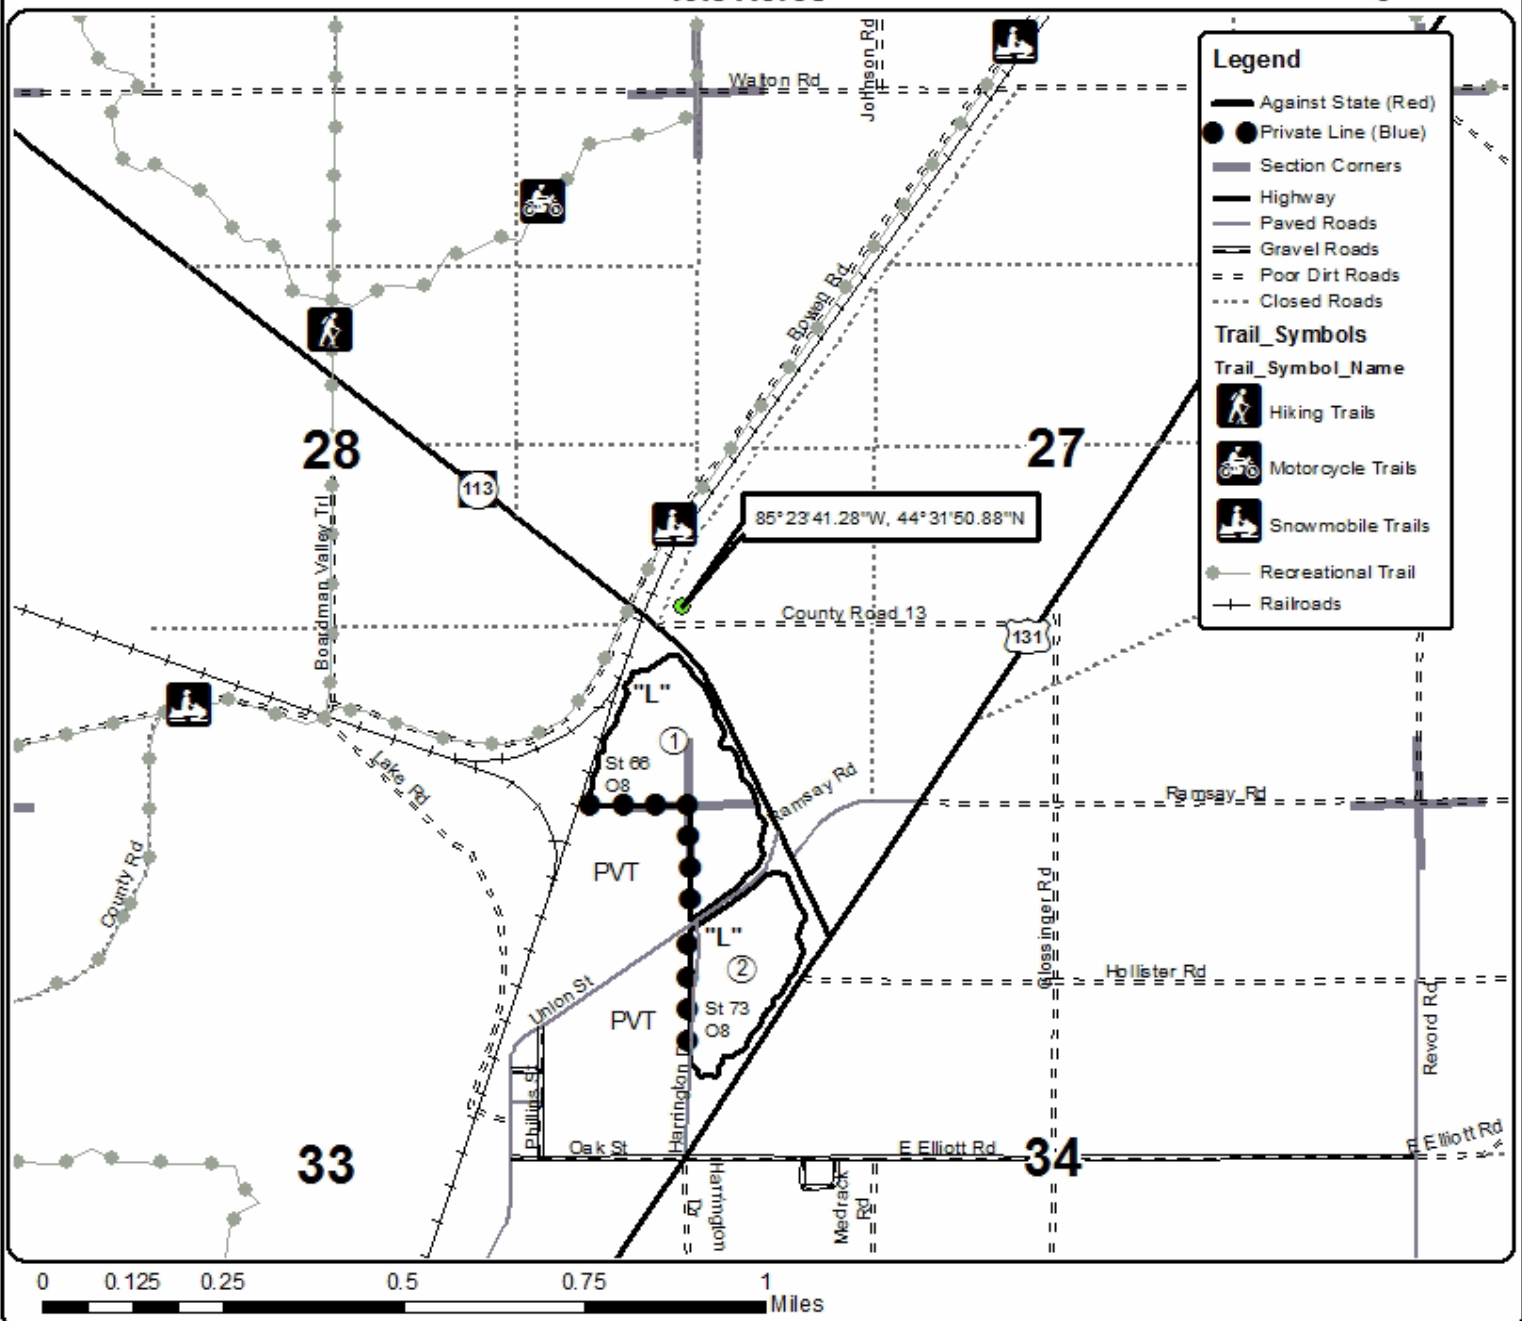 Walton Rd
Johnson Rd
Legend
Against State (Red)
Private Line (Blue)
Section Corners
Highway
Paved Roads
Gravel Roads
Poor Dirt Roads
Closed Roads
Trail_Symbols
Trail_Symbol_Name
Hiking Trails
Motorcycle Trails
Snowmobile Trails
Recreational Trail
Railroads
Bowen Rd
28
27
113
85°23'41.28"W, 44°31'50.88"N
Boardman Valley Trl
County Road 13
131
"L"
1
St 66
O8
Lake Rd
Ramsay Rd
Ramsay Rd
County Rd
PVT
Glossinger Rd
"L"
2
Hollister Rd
Union St
PVT
St 73
O8
Revord Rd
Phillips St
Harrington D
Oak St
E Elliott Rd
E Elliott Rd
33
34
Harrington
Dr
Medrack
Rd
0 0.125 0.25 0.5 0.75 1
Miles